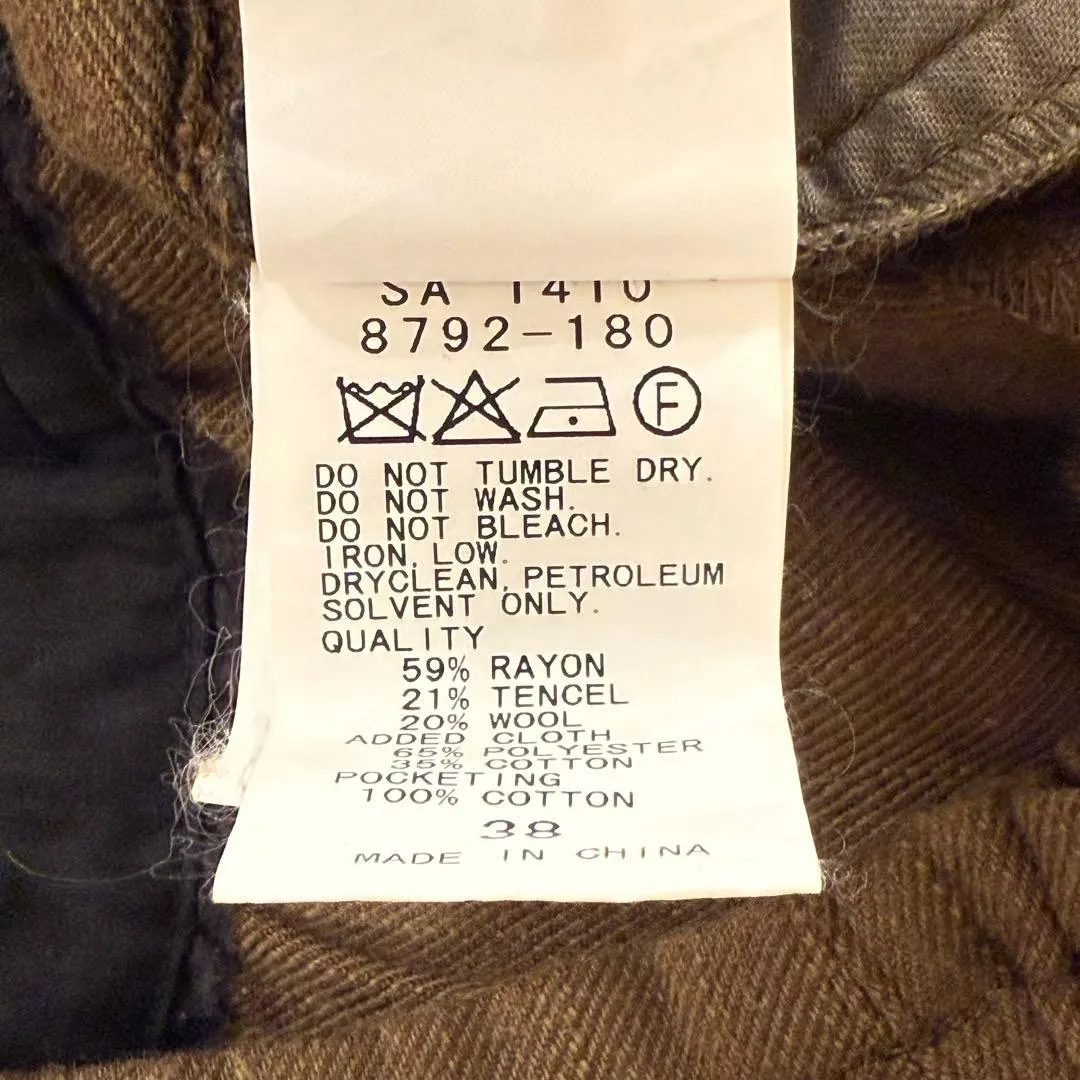 SA 1410
8792-180
F
DO NOT TUMBLE DRY.
DO NOT WASH.
DO NOT BLEACH.
IRON, LOW.
DRYCLEAN, PETROLEUM
SOLVENT ONLY.
QUALITY
59% RAYON
21% TENCEL
20% WOOL
ADDED CLOTH
65% POLYESTER
35% COTTON
POCKETING
100% COTTON
38
MADE IN CHINA